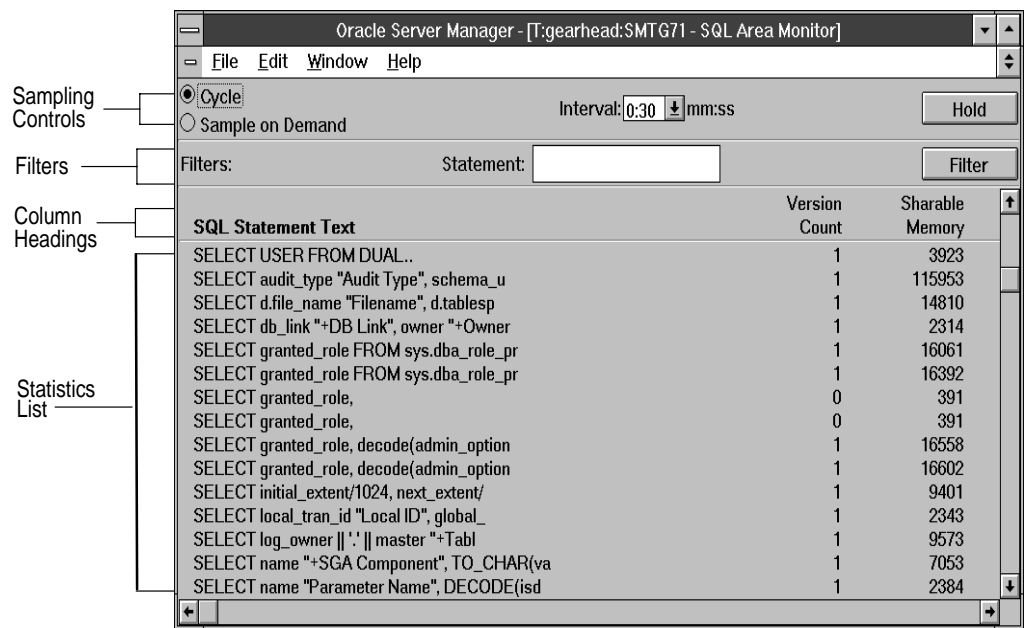 Oracle Server Manager - [T:gearhead:SMTG71 - SQL Area Monitor]
File Edit Window Help
Sampling
Controls
Cycle
Sample on Demand
Interval: 0:30 mm:ss
Hold
Filters
Filters: Statement: Filter
Column
Headings
SQL Statement Text Version Count Sharable Memory
Statistics
List
SELECT USER FROM DUAL.. 1 3923
SELECT audit_type "Audit Type", schema_u 1 115953
SELECT d.file_name "Filename", d.tablesp 1 14810
SELECT db_link "+DB Link", owner "+Owner 1 2314
SELECT granted_role FROM sys.dba_role_pr 1 16061
SELECT granted_role FROM sys.dba_role_pr 1 16392
SELECT granted_role, 0 391
SELECT granted_role, 0 391
SELECT granted_role, decode(admin_option 1 16558
SELECT granted_role, decode(admin_option 1 16602
SELECT initial_extent/1024, next_extent/ 1 9401
SELECT local_tran_id "Local ID", global_ 1 2343
SELECT log_owner || '.' || master "+Tabl 1 9573
SELECT name "+SGA Component", TO_CHAR(va 1 7053
SELECT name "Parameter Name", DECODE(isd 1 2384